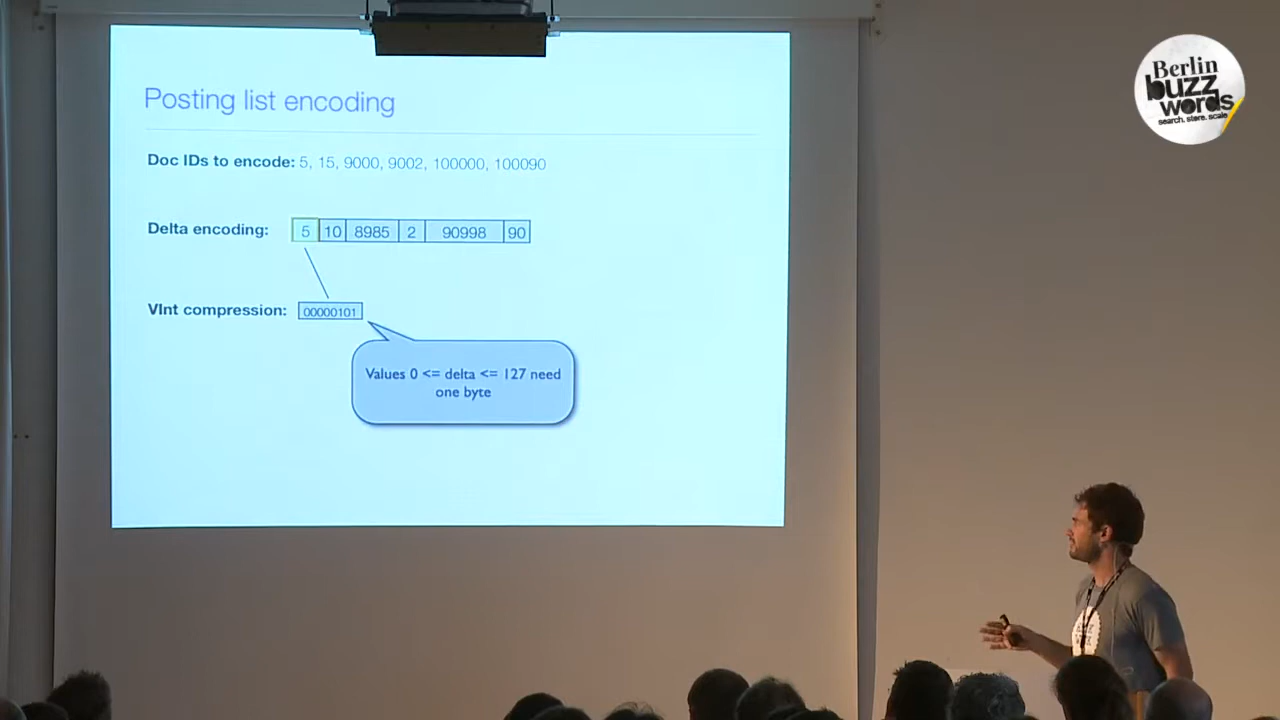 Posting list encoding
Doc IDs to encode: 5, 15, 9000, 9002, 100000, 100090
Delta encoding: 5 10 8985 2 90998 90
VInt compression: 00000101
Values 0 <= delta <= 127 need
one byte
Berlin
buzz
words
search. store. scale